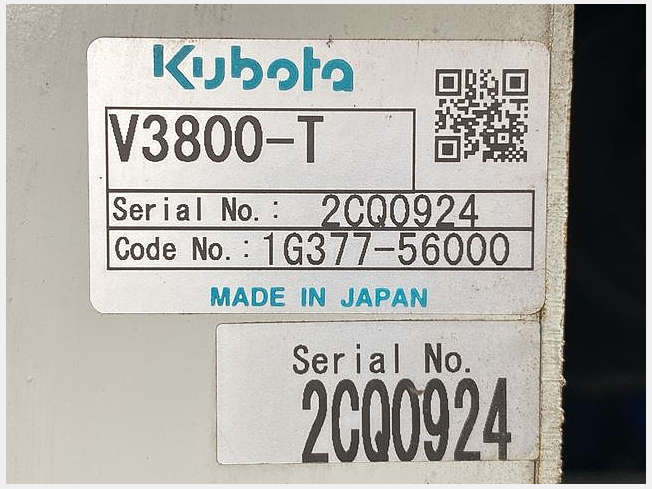 Kubota
V3800-T
Serial No.: 2CQ0924
Code No.: 1G377-56000
MADE IN JAPAN
Serial No.
2CQ0924